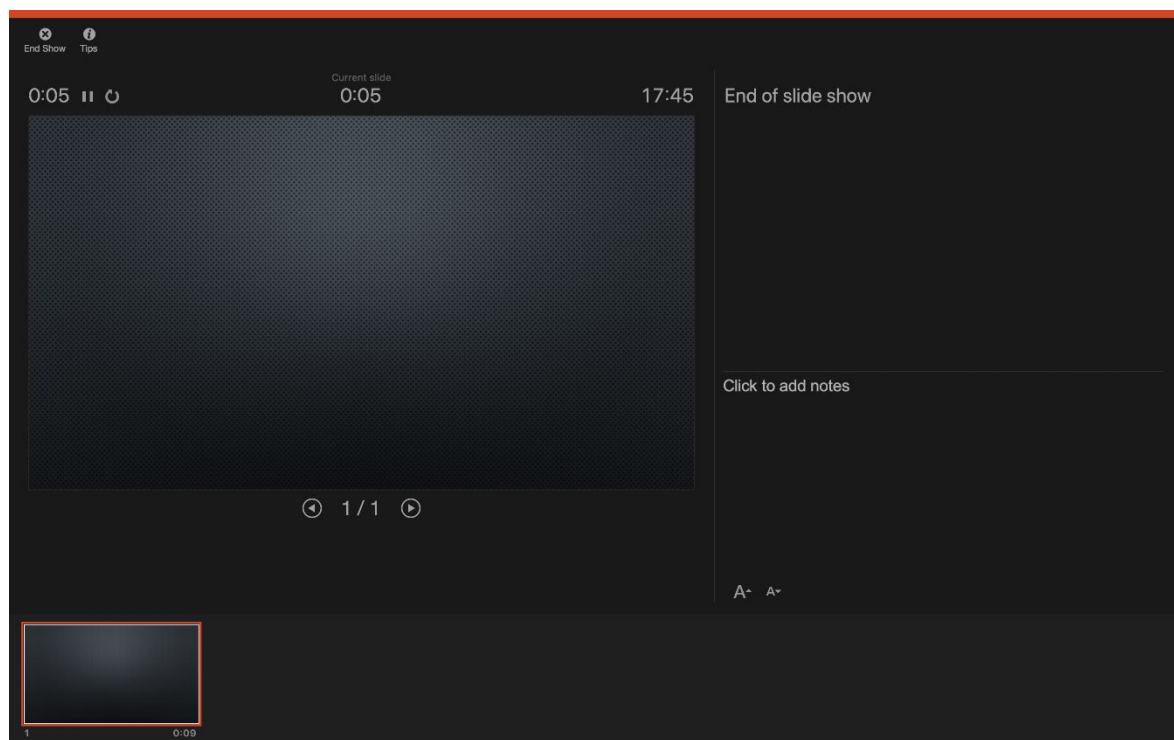 End Show Tips
Current slide
0:05 0:05 17:45
End of slide show
Click to add notes
1 / 1
A A
1 0:09